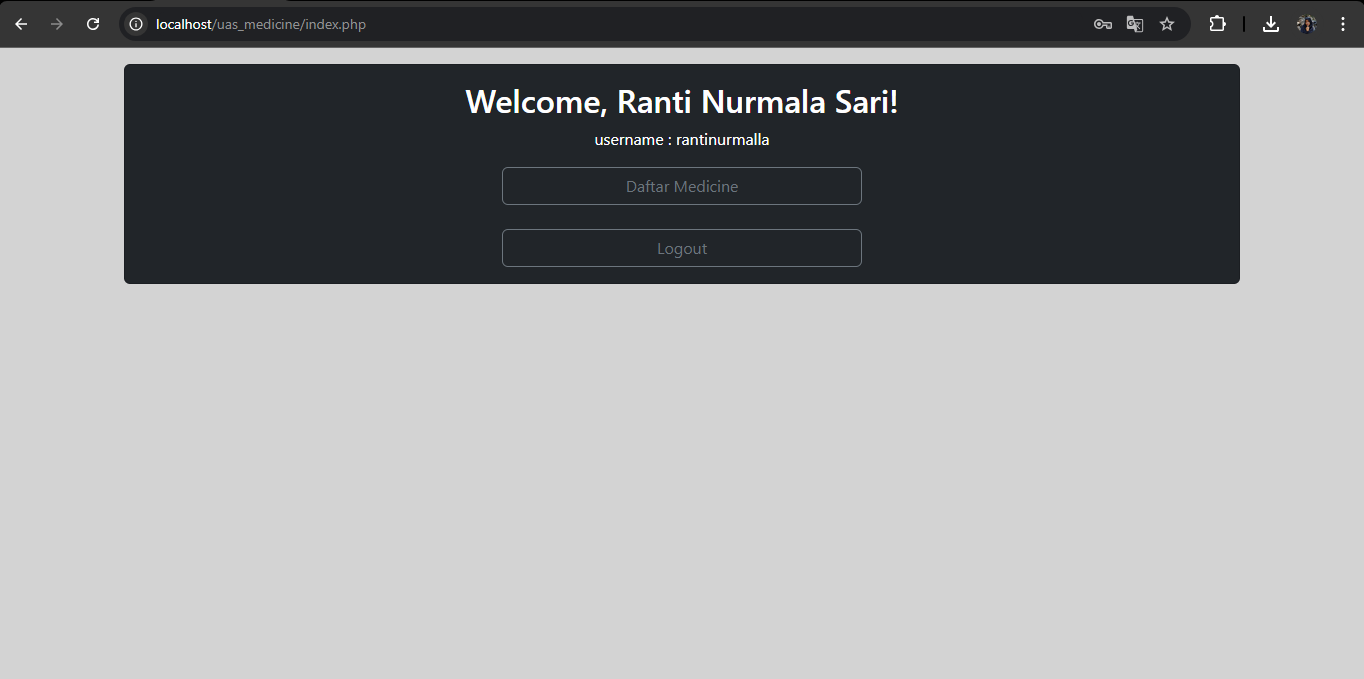 localhost/uas_medicine/index.php
Welcome, Ranti Nurmala Sari!
username : rantinurmalla
Daftar Medicine
Logout